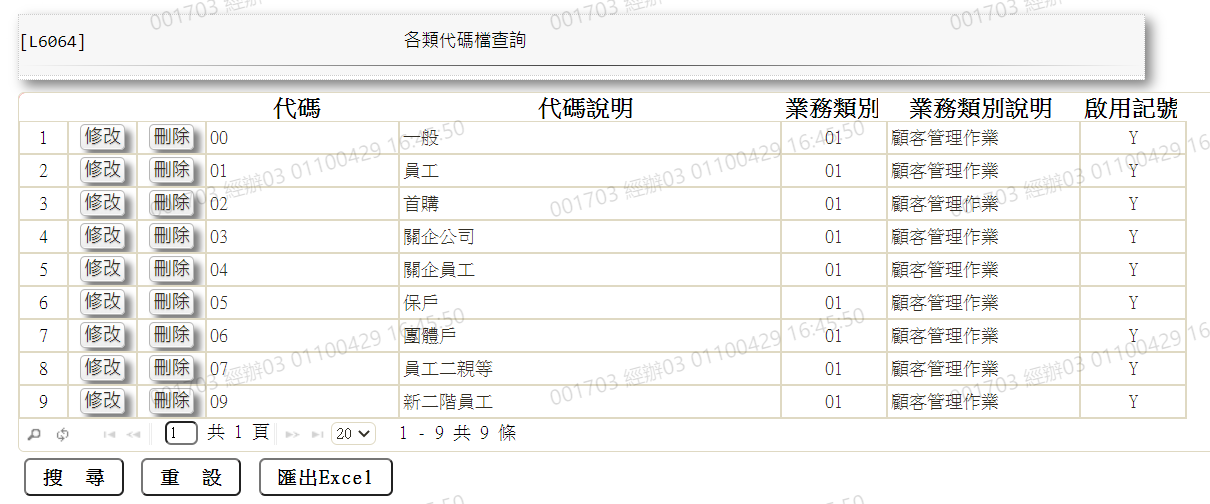 [L6064] 各類代碼檔查詢
代碼 代碼說明 業務類別 業務類別說明 啟用記號
1 修改 刪除 00 一般 01 顧客管理作業 Y
2 修改 刪除 01 員工 01 顧客管理作業 Y
3 修改 刪除 02 首購 01 顧客管理作業 Y
4 修改 刪除 03 關企公司 01 顧客管理作業 Y
5 修改 刪除 04 關企員工 01 顧客管理作業 Y
6 修改 刪除 05 保戶 01 顧客管理作業 Y
7 修改 刪除 06 團體戶 01 顧客管理作業 Y
8 修改 刪除 07 員工二親等 01 顧客管理作業 Y
9 修改 刪除 09 新二階員工 01 顧客管理作業 Y
1 共 1 頁 20 1 - 9 共 9 條
搜 尋 重 設 匯出Excel
001703 經辦03 01100429 16:45:50